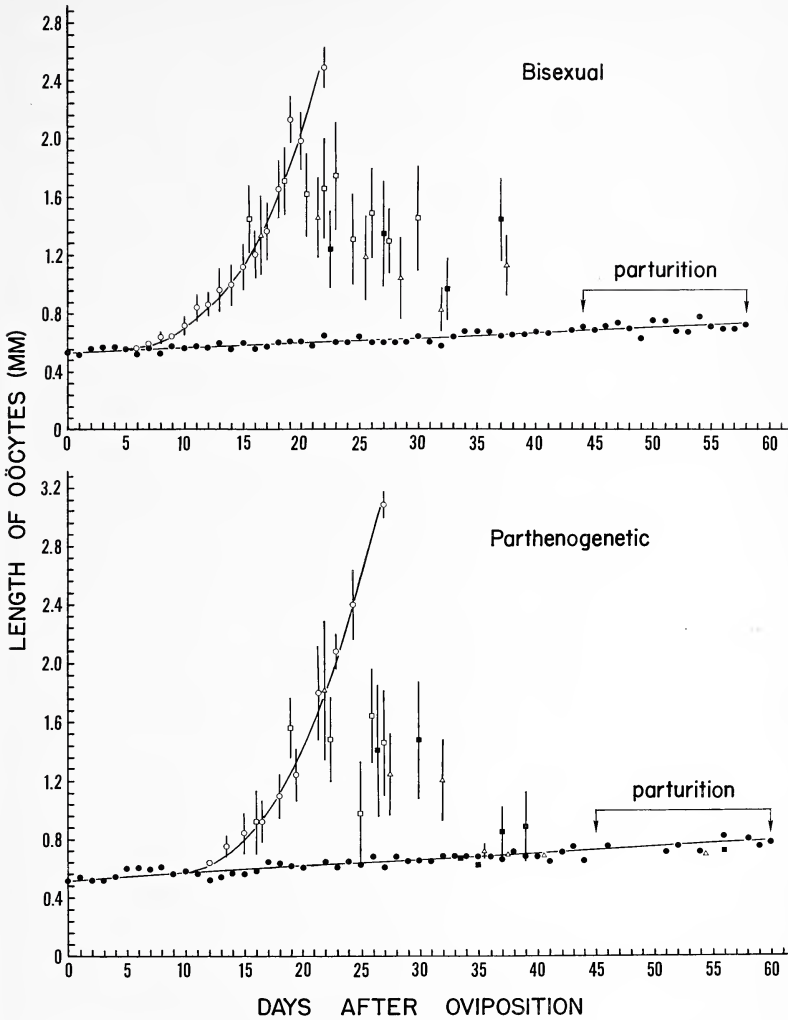 2.8
2.4
2.0
1.6
1.2
0.8
0.4
0
Bisexual
parturition
0 5 10 15 20 25 30 35 40 45 50 55 60
LENGTH OF OÖCYTES (MM)
3.2
2.8
2.4
2.0
1.6
1.2
0.8
0.4
0
Parthenogenetic
parturition
0 5 10 15 20 25 30 35 40 45 50 55 60
DAYS AFTER OVIPOSITION